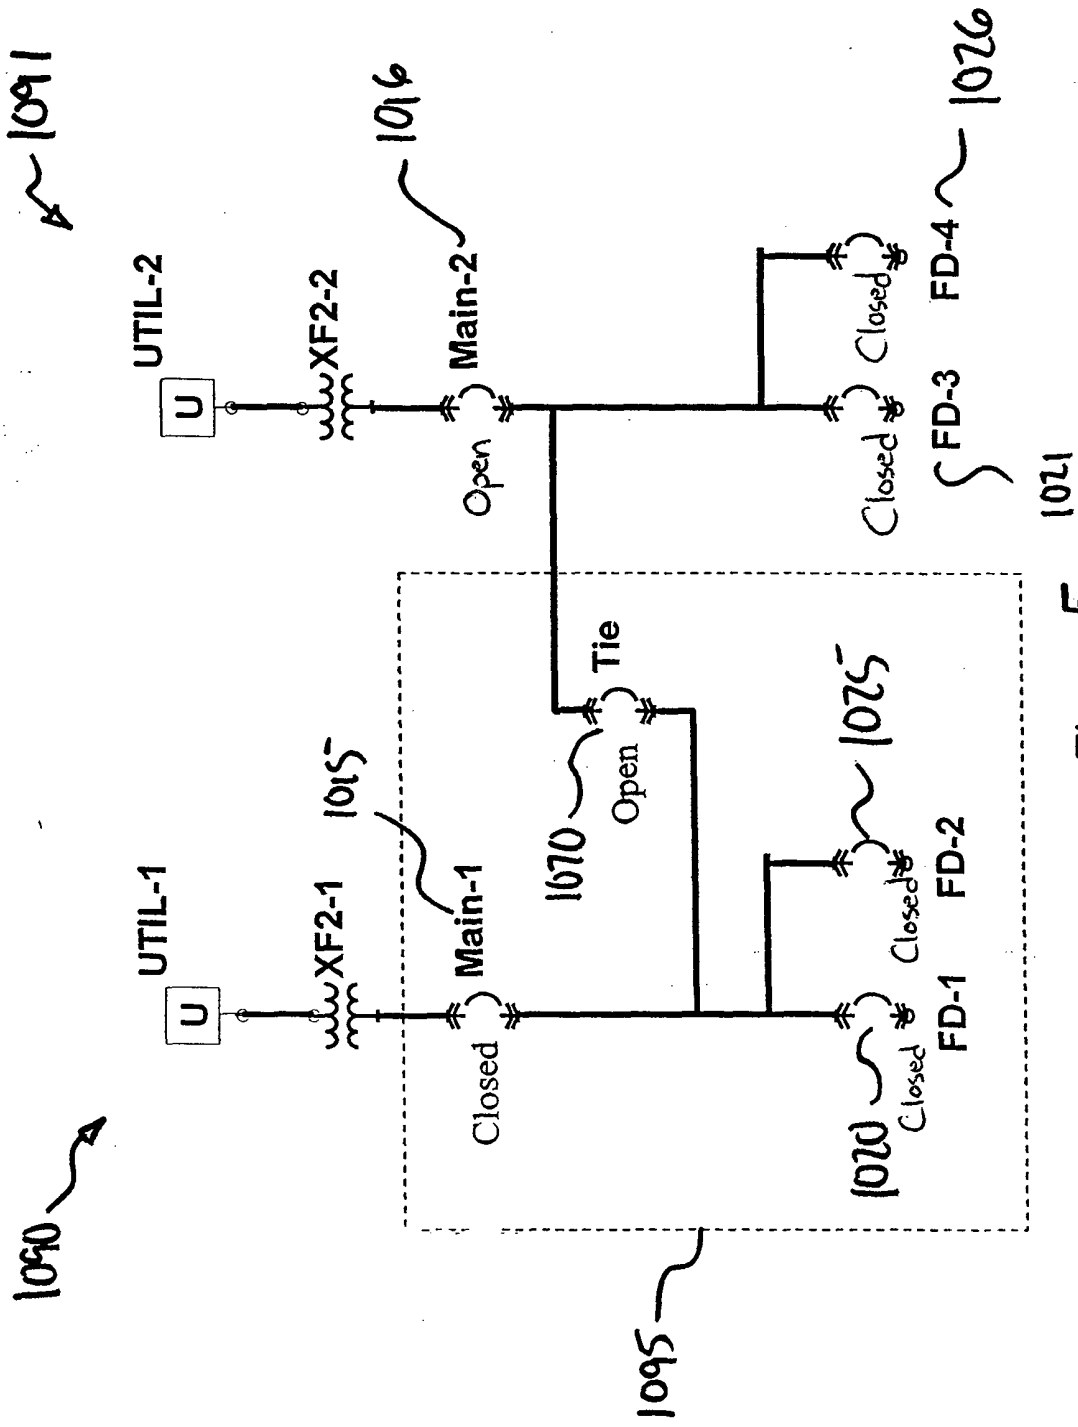 1090
1091
UTIL-1
UTIL-2
U
U
XF2-1
XF2-2
1015
1016
Main-1
Main-2
Closed
Open
1070
Tie
Open
1095
1020
1025
Closed
Closed
Closed
Closed
FD-1
FD-2
FD-3
FD-4
1026
1021